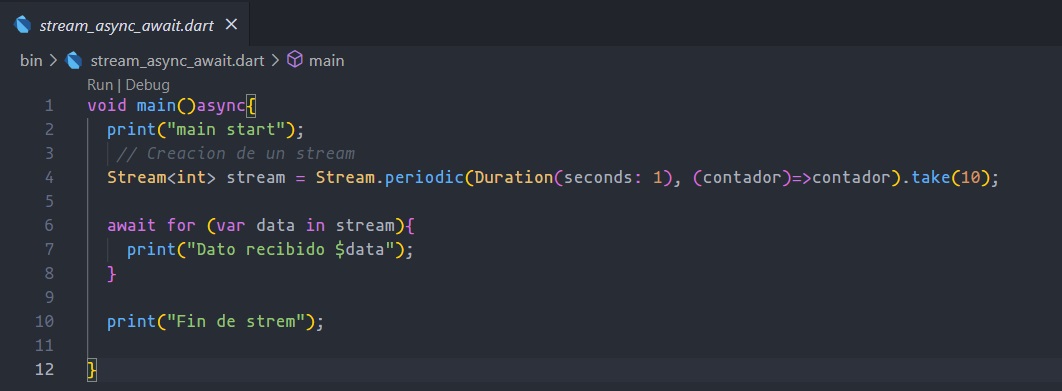 stream_async_await.dart ×
bin > stream_async_await.dart > main
Run | Debug
1 void main()async{
2 print("main start");
3 // Creacion de un stream
4 Stream<int> stream = Stream.periodic(Duration(seconds: 1), (contador)=>contador).take(10);
5
6 await for (var data in stream){
7 print("Dato recibido $data");
8 }
9
10 print("Fin de strem");
11
12 }